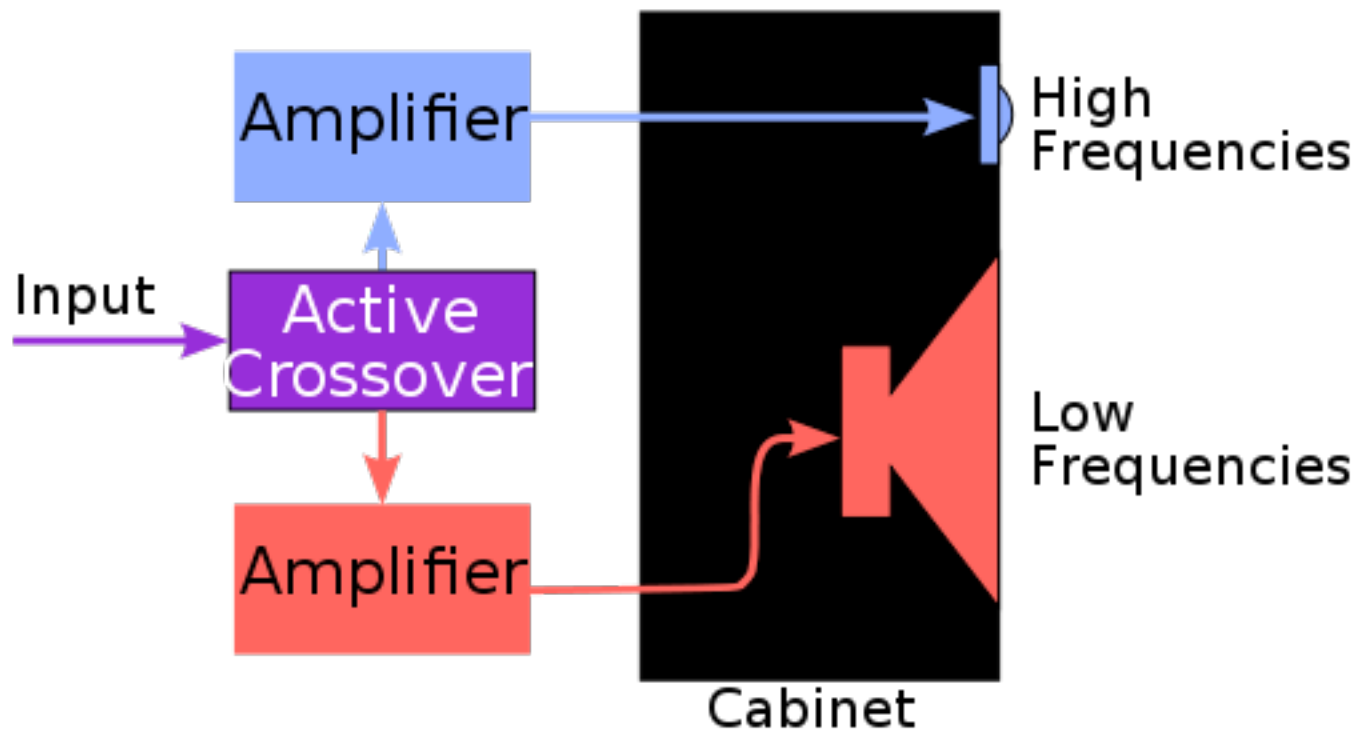 Amplifier
High
Frequencies
Input
Active
Crossover
Low
Frequencies
Amplifier
Cabinet